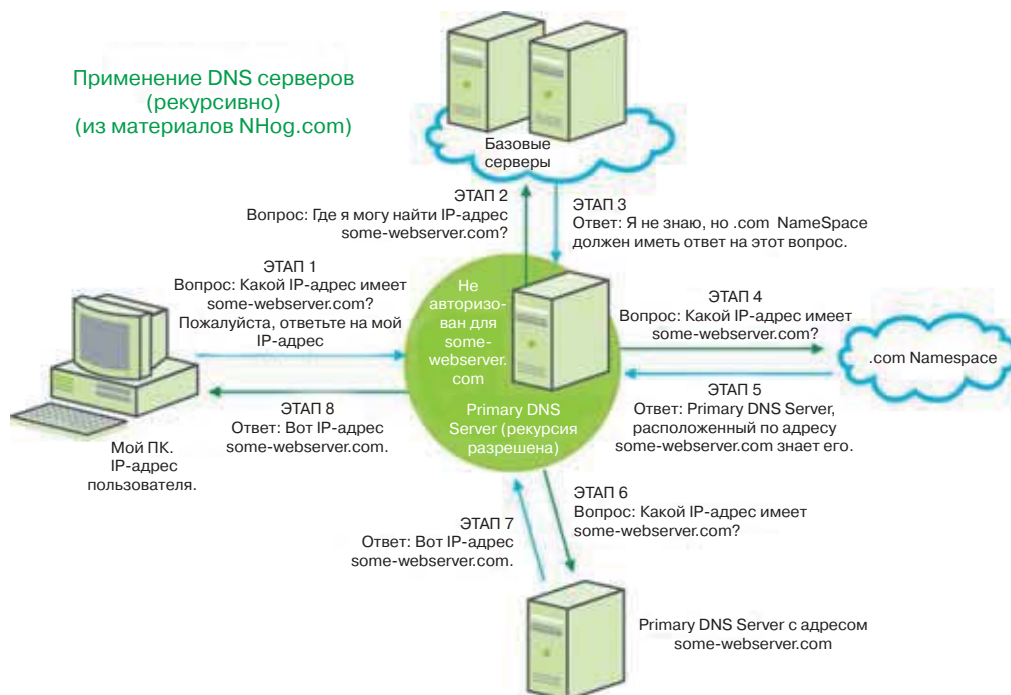 Применение DNS серверов
(рекурсивно)
(из материалов NHog.com)
Базовые
серверы
ЭТАП 2
Вопрос: Где я могу найти IP-адрес
some-webserver.com?
ЭТАП 3
Ответ: Я не знаю, но .com NameSpace
должен иметь ответ на этот вопрос.
ЭТАП 1
Вопрос: Какой IP-адрес имеет
some-webserver.com?
Пожалуйста, ответьте на мой
IP-адрес
Не
авторизо-
ван для
some-
webserver.
com
Primary DNS
Server (рекурсия
разрешена)
ЭТАП 4
Вопрос: Какой IP-адрес имеет
some-webserver.com?
.com Namespace
ЭТАП 5
Ответ: Primary DNS Server,
расположенный по адресу
some-webserver.com знает его.
ЭТАП 8
Ответ: Вот IP-адрес
some-webserver.com.
Мой ПК.
IP-адрес
пользователя.
ЭТАП 6
Вопрос: Какой IP-адрес имеет
some-webserver.com?
ЭТАП 7
Ответ: Вот IP-адрес
some-webserver.com.
Primary DNS Server с адресом
some-webserver.com